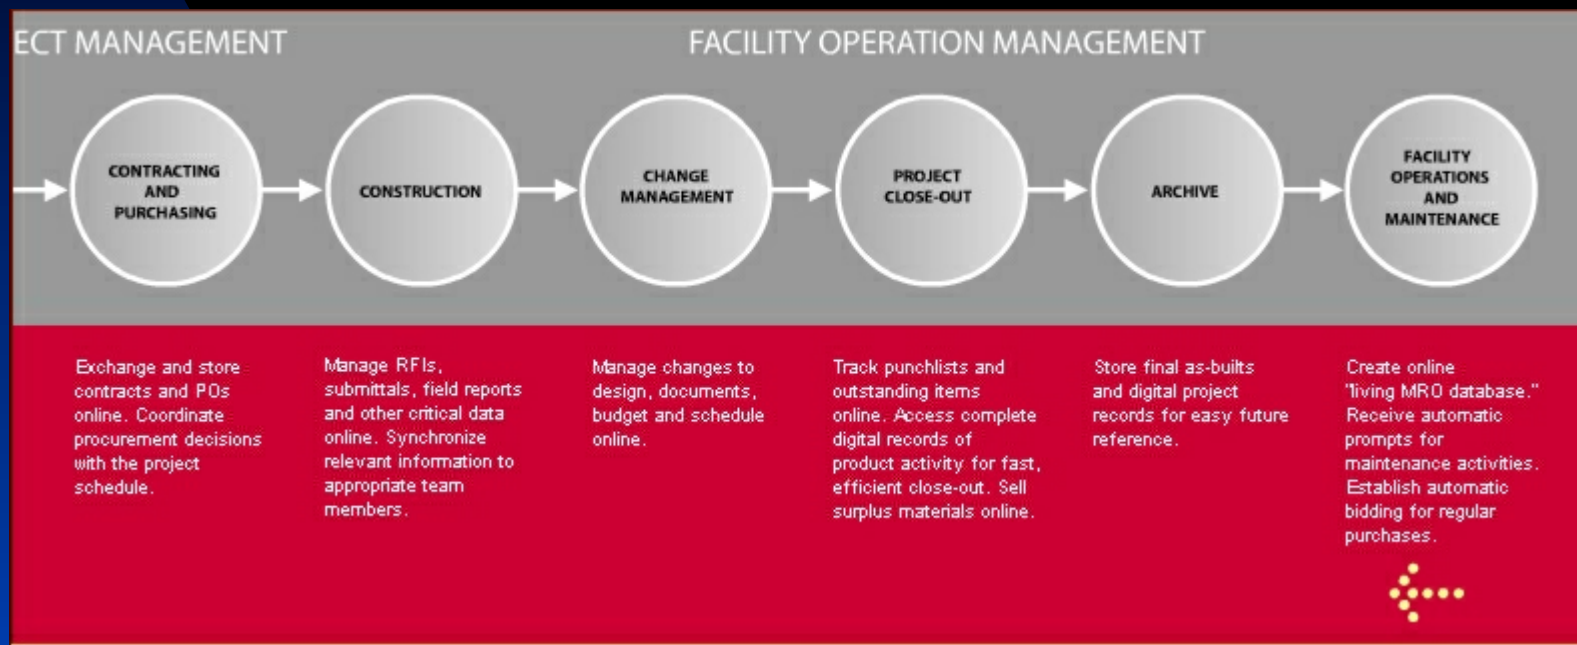 ECT MANAGEMENT
FACILITY OPERATION MANAGEMENT
CONTRACTING
AND
PURCHASING
CONSTRUCTION
CHANGE
MANAGEMENT
PROJECT
CLOSE-OUT
ARCHIVE
FACILITY
OPERATIONS
AND
MAINTENANCE
Exchange and store
contracts and POs
online. Coordinate
procurement decisions
with the project
schedule.
Manage RFIs,
submittals, field reports
and other critical data
online. Synchronize
relevant information to
appropriate team
members.
Manage changes to
design, documents,
budget and schedule
online.
Track punchlists and
outstanding items
online. Access complete
digital records of
product activity for fast,
efficient close-out. Sell
surplus materials online.
Store final as-builts
and digital project
records for easy future
reference.
Create online
"living MRO database."
Receive automatic
prompts for
maintenance activities.
Establish automatic
bidding for regular
purchases.